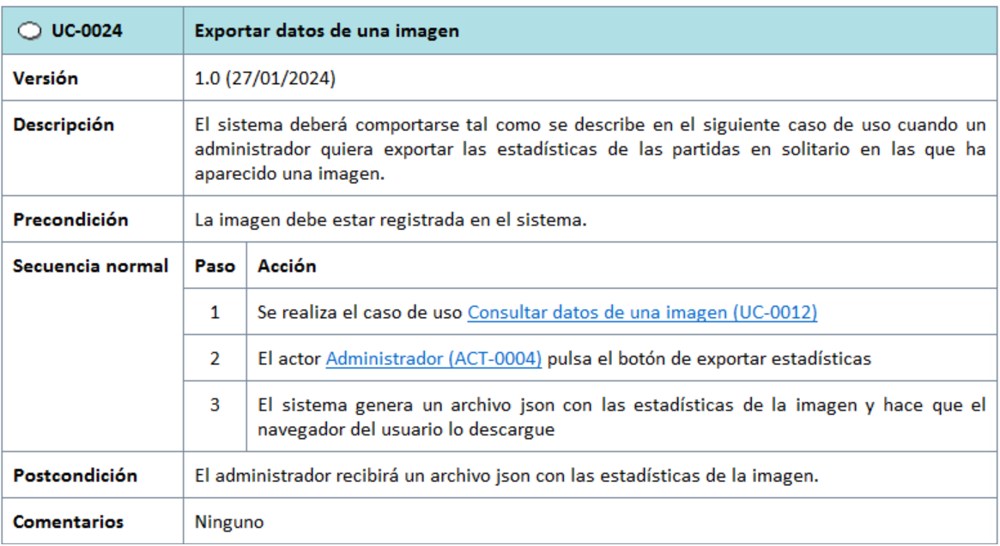 UC-0024 Exportar datos de una imagen
Versión 1.0 (27/01/2024)
Descripción El sistema deberá comportarse tal como se describe en el siguiente caso de uso cuando un
administrador quiera exportar las estadísticas de las partidas en solitario en las que ha
aparecido una imagen.
Precondición La imagen debe estar registrada en el sistema.
Secuencia normal Paso Acción
1 Se realiza el caso de uso Consultar datos de una imagen (UC-0012)
2 El actor Administrador (ACT-0004) pulsa el botón de exportar estadísticas
3 El sistema genera un archivo json con las estadísticas de la imagen y hace que el
navegador del usuario lo descargue
Postcondición El administrador recibirá un archivo json con las estadísticas de la imagen.
Comentarios Ninguno